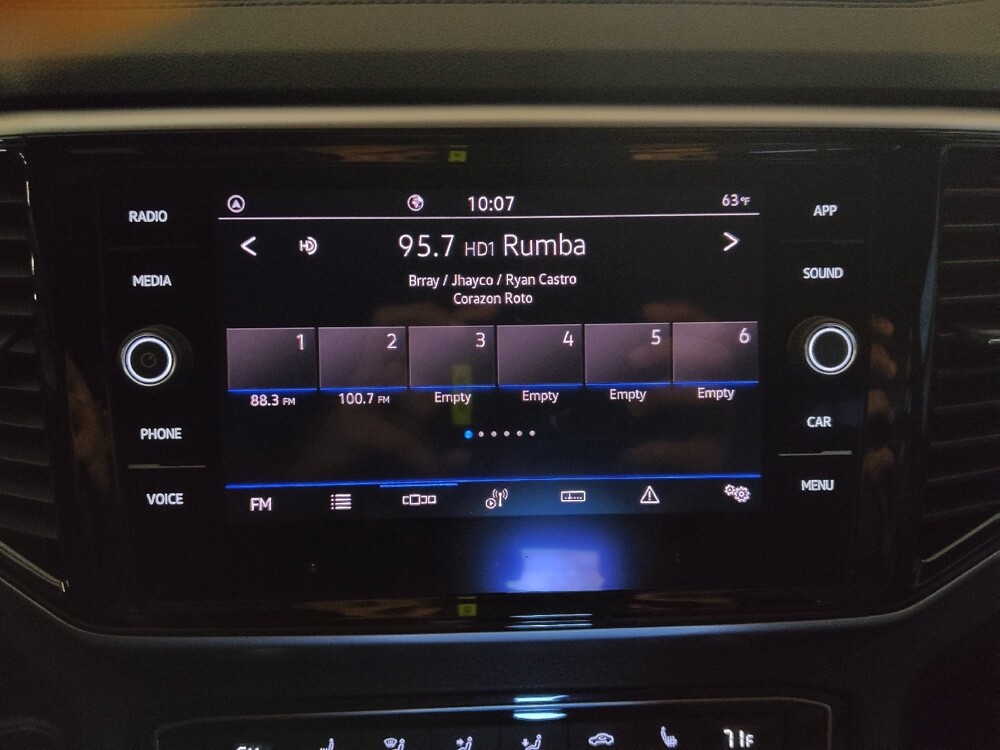 RADIO
MEDIA
PHONE
VOICE
10:07
63°F
95.7 HD1 Rumba
Brray / Jhayco / Ryan Castro
Corazon Roto
1 2 3 4 5 6
88.3 FM 100.7 FM Empty Empty Empty Empty
FM
APP
SOUND
CAR
MENU
71F